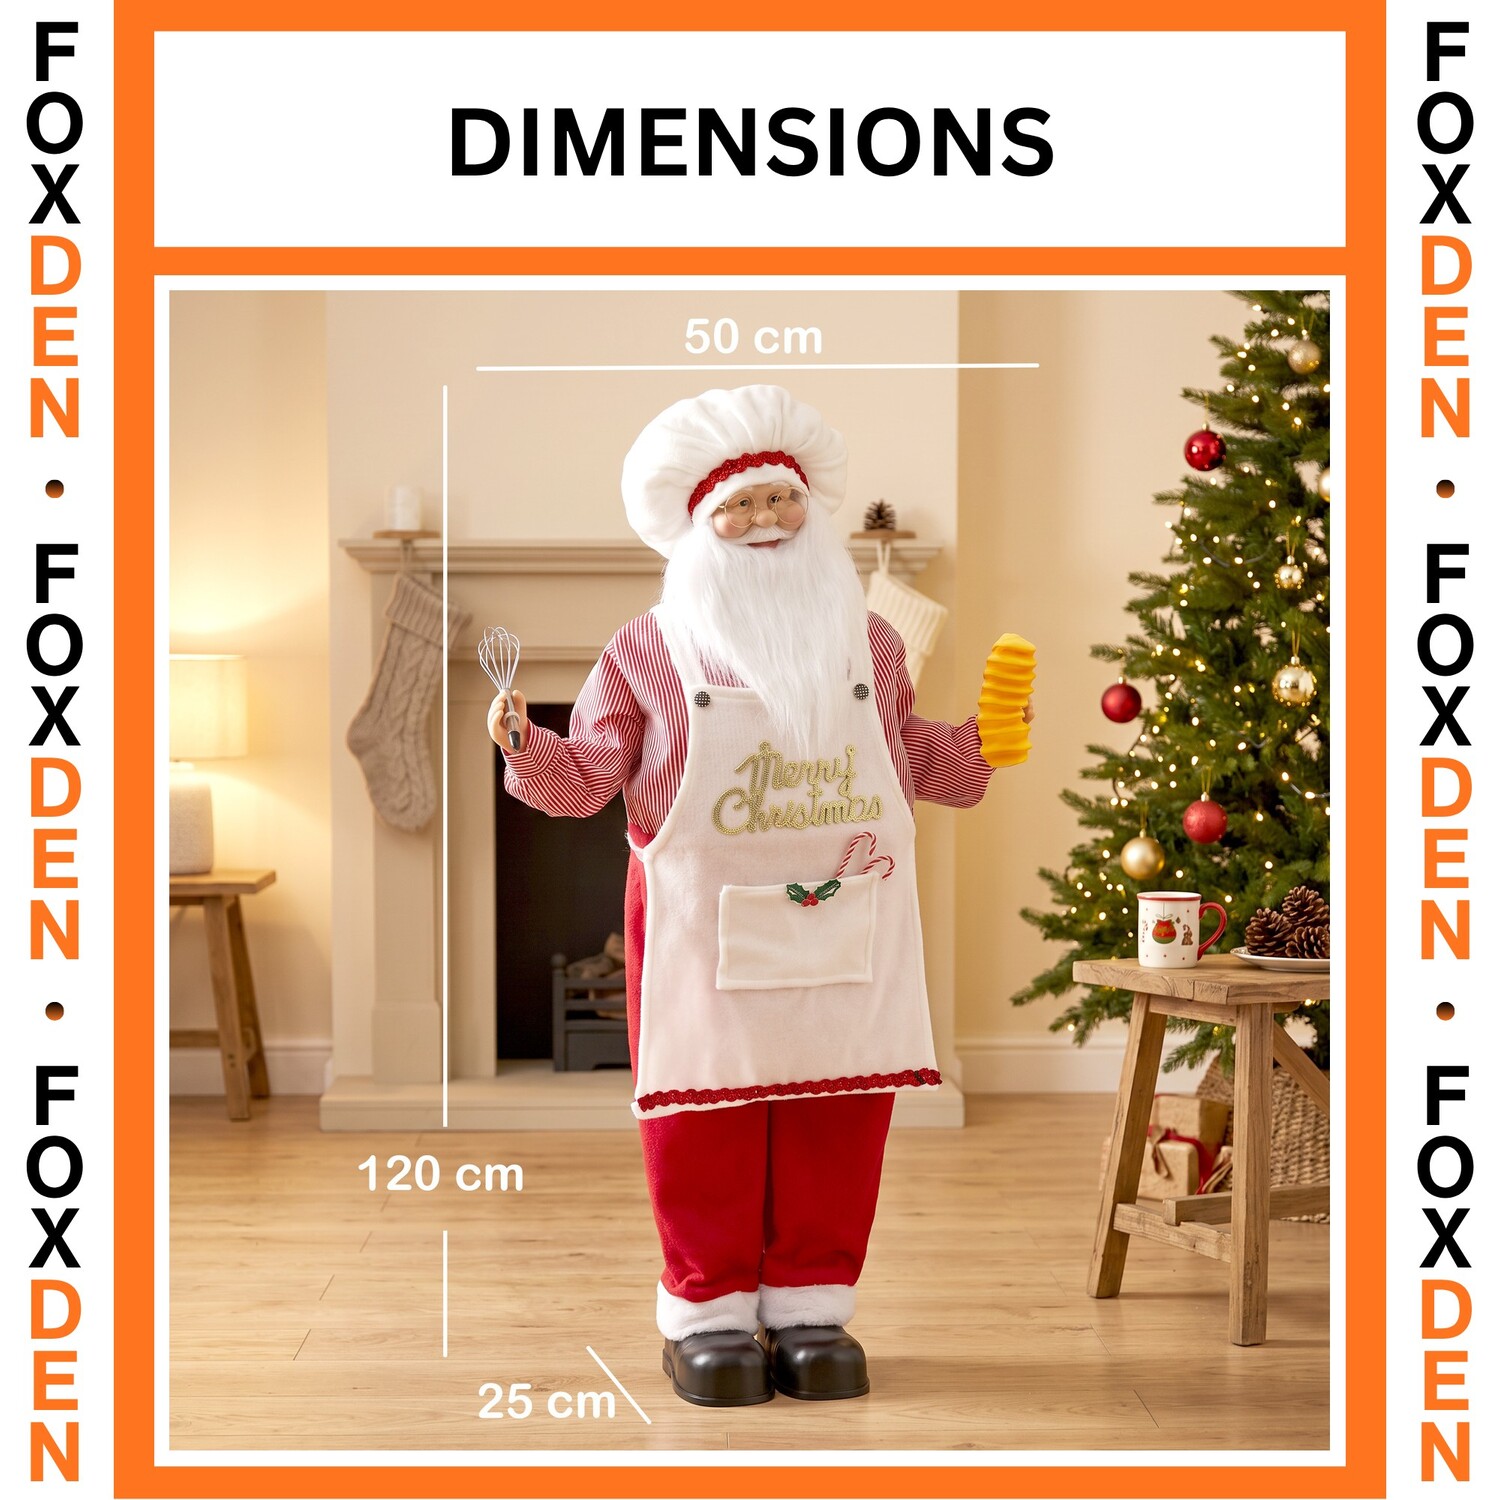 FOXDEN • FOXDEN • FOXDEN
DIMENSIONS
50 cm
Merry
Christmas
120 cm
25 cm
FOXDEN • FOXDEN • FOXDEN